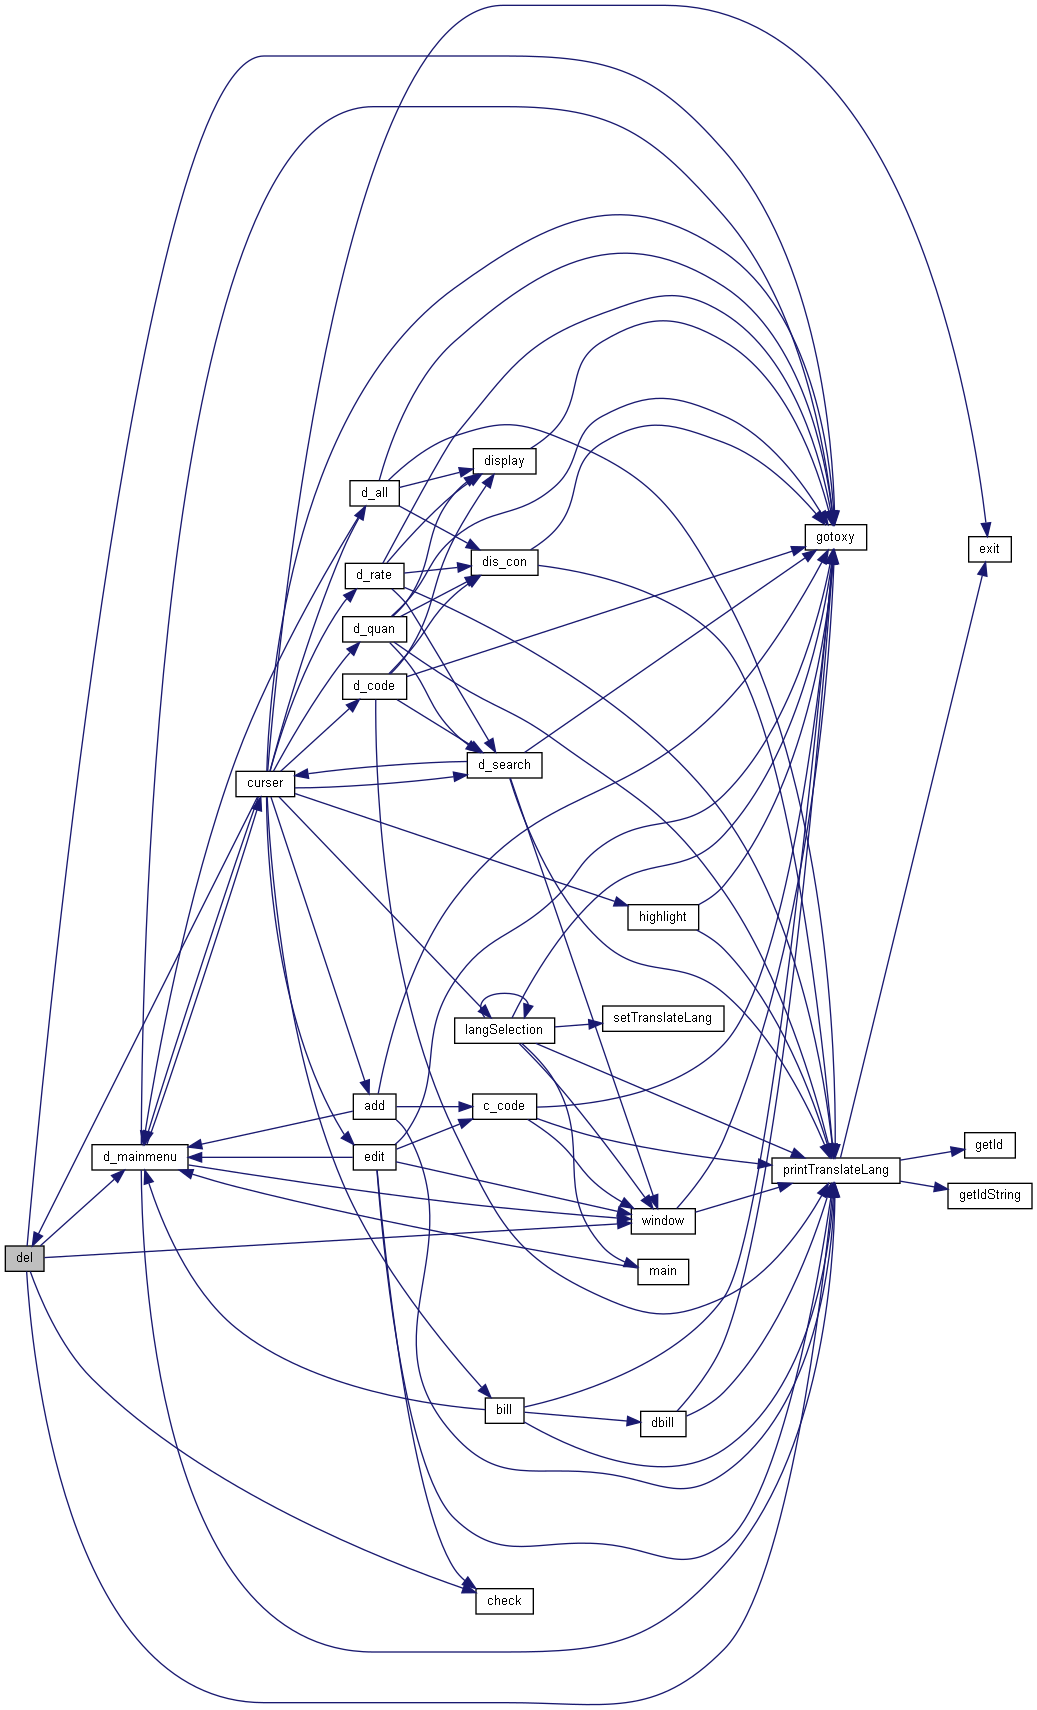 display
d_all
gotoxy
exit
dis_con
d_rate
d_quan
d_code
d_search
curser
highlight
setTranslateLang
langSelection
add
c_code
getId
d_mainmenu
edit
printTranslateLang
getIdString
window
del
main
bill
dbill
check